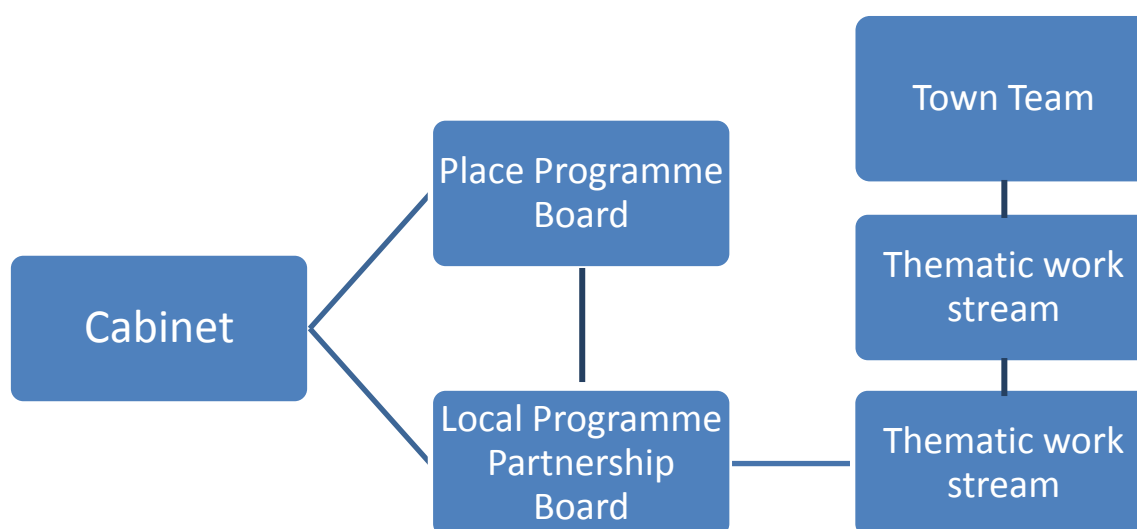 Cabinet
Place Programme
Board
Local Programme
Partnership
Board
Town Team
Thematic work
stream
Thematic work
stream